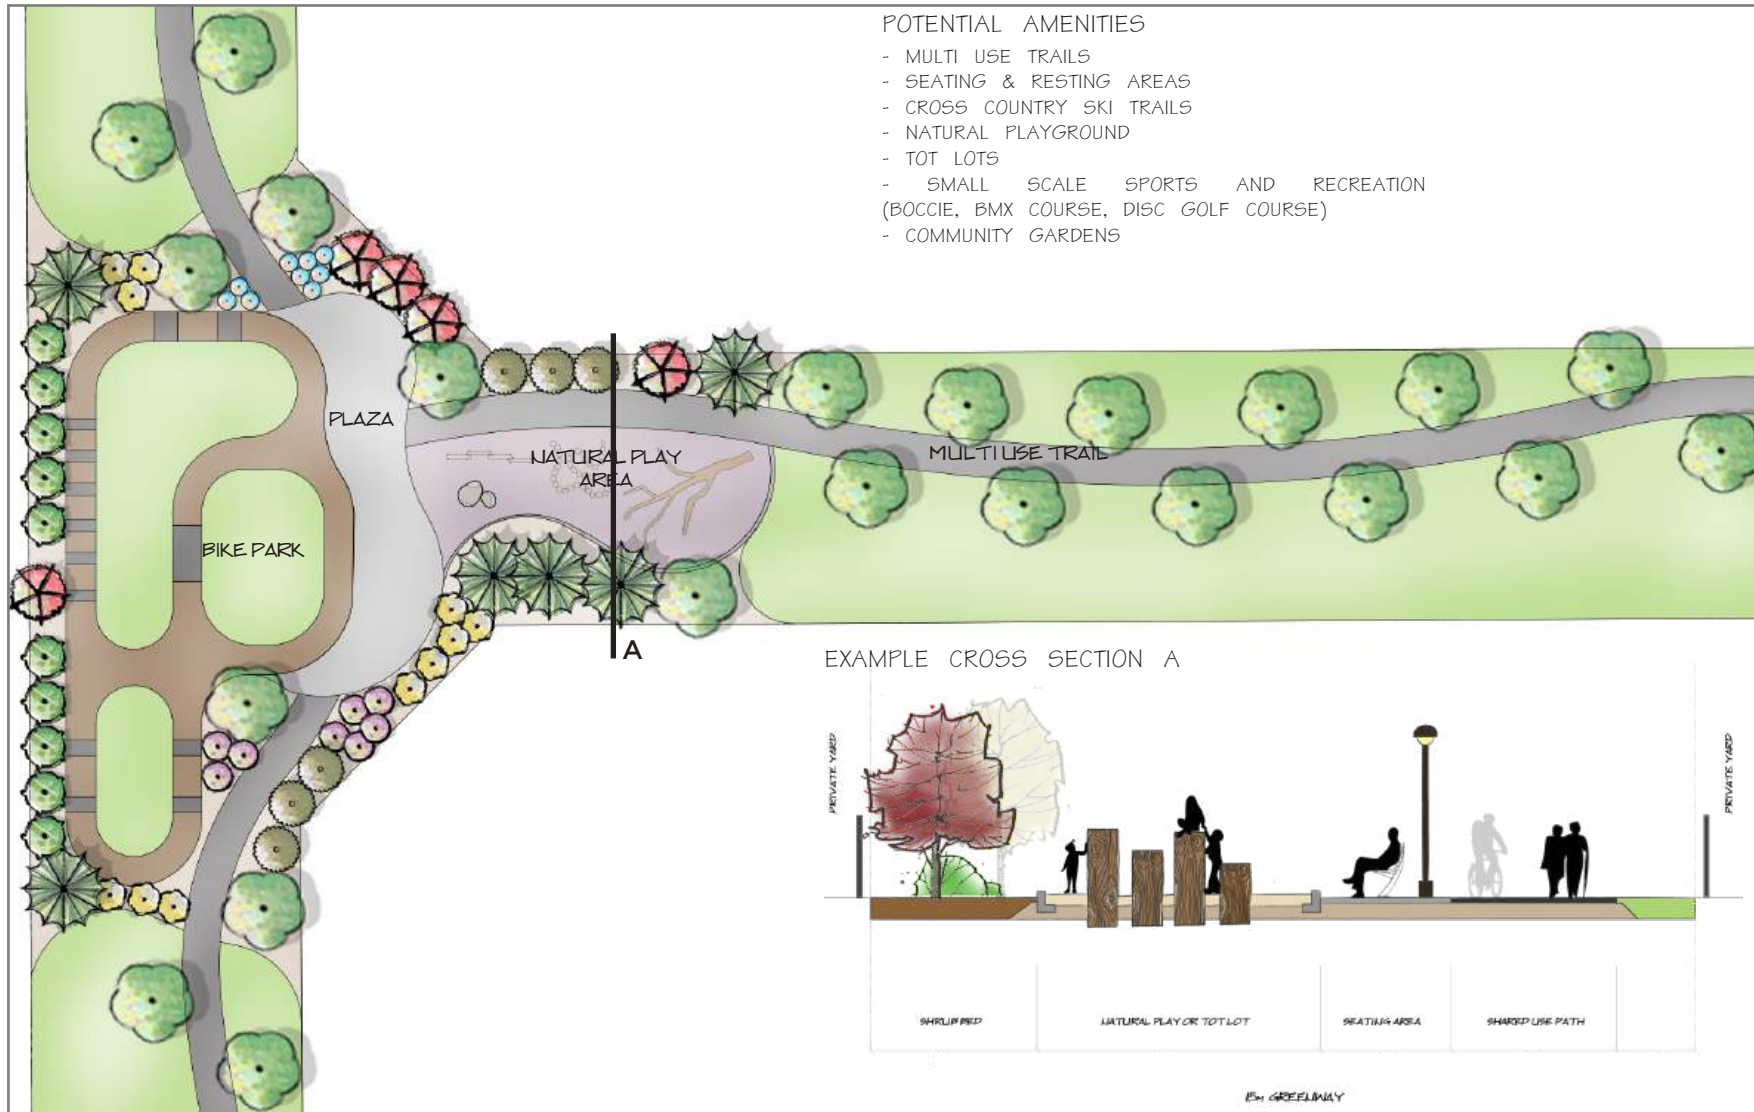 POTENTIAL AMENITIES
- MULTI USE TRAILS
- SEATING & RESTING AREAS
- CROSS COUNTRY SKI TRAILS
- NATURAL PLAYGROUND
- TOT LOTS
- SMALL SCALE SPORTS AND RECREATION
(BOCCIE, BMX COURSE, DISC GOLF COURSE)
- COMMUNITY GARDENS
PLAZA
NATURAL PLAY
AREA
MULTI USE TRAIL
BIKE PARK
A
EXAMPLE CROSS SECTION A
PRIVATE YARD
PRIVATE YARD
SHRUB BED
NATURAL PLAY OR TOT LOT
SEATING AREA
SHARED USE PATH
15m GREENWAY